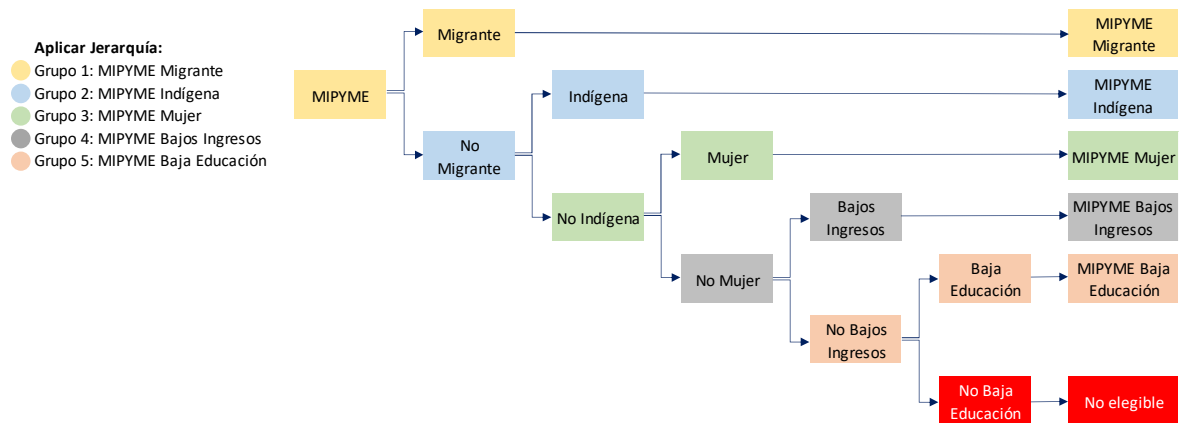 Aplicar Jerarquía:
Grupo 1: MIPYME Migrante
Grupo 2: MIPYME Indígena
Grupo 3: MIPYME Mujer
Grupo 4: MIPYME Bajos Ingresos
Grupo 5: MIPYME Baja Educación
MIPYME
Migrante
MIPYME
Migrante
No
Migrante
Indígena
MIPYME
Indígena
No Indígena
Mujer
MIPYME Mujer
No Mujer
Bajos
Ingresos
MIPYME Bajos
Ingresos
No Bajos
Ingresos
Baja
Educación
MIPYME Baja
Educación
No Baja
Educación
No elegible